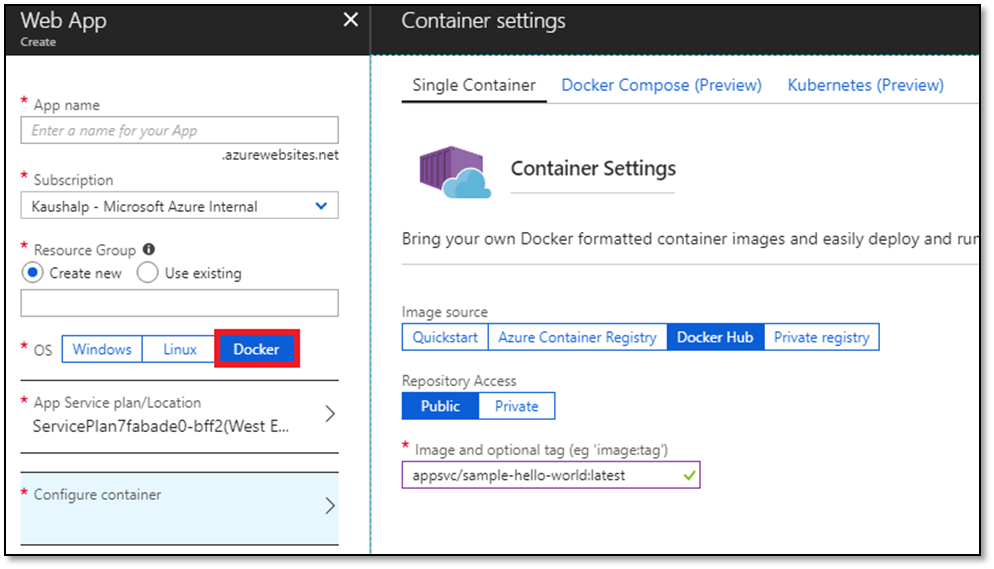 Web App
Create
* App name
Enter a name for your App
.azurewebsites.net
* Subscription
Kaushalp - Microsoft Azure Internal
* Resource Group
Create new Use existing
* OS Windows Linux Docker
* App Service plan/Location
ServicePlan7fabade0-bff2(West E...
* Configure container
Container settings
Single Container Docker Compose (Preview) Kubernetes (Preview)
Container Settings
Bring your own Docker formatted container images and easily deploy and run
Image source
Quickstart Azure Container Registry Docker Hub Private registry
Repository Access
Public Private
* Image and optional tag (eg 'image:tag')
appsvc/sample-hello-world:latest